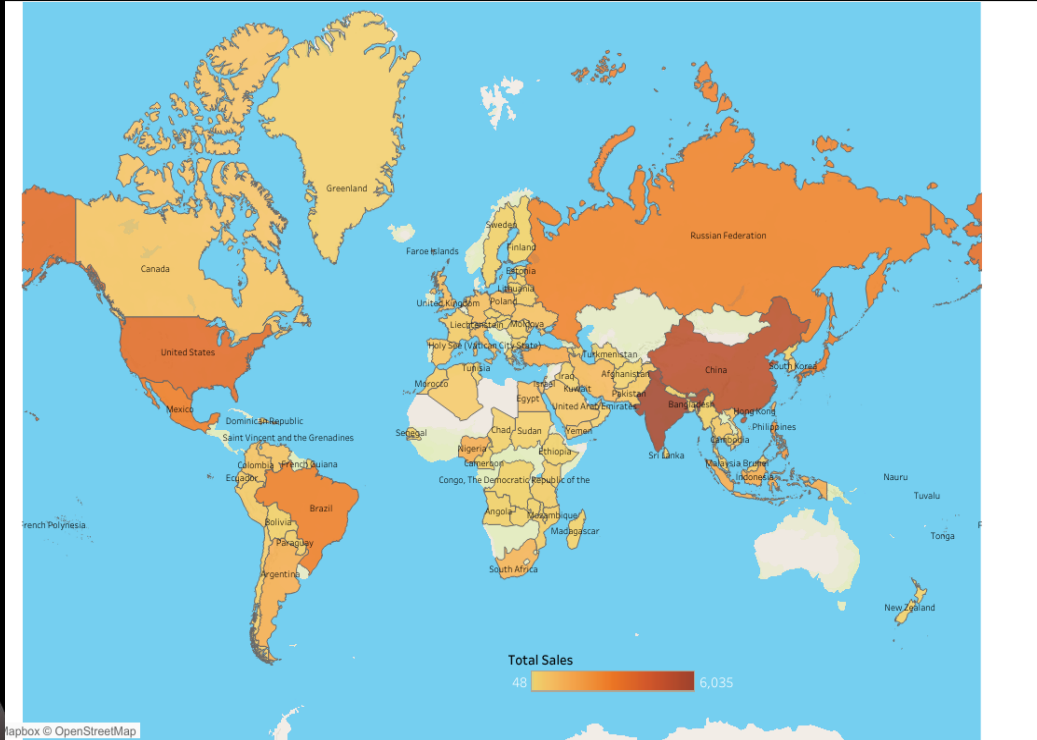 Greenland
Sweden
Faroe Islands
Finland
Russian Federation
Canada
Estonia
Lithuania
United Kingdom
Poland
Liechtenstein
Moldova
United States
Holy See (Vatican City State)
Turkmenistan
China
South Korea
Tunisia
Iraq
Afghanistan
Morocco
Israel
Kuwait
Pakistan
Egypt
Mexico
United Arab Emirates
Bangladesh
Hong Kong
Dominican Republic
Senegal
Chad
Sudan
Yemen
Philippines
Saint Vincent and the Grenadines
Nigeria
Ethiopia
Cambodia
Sri Lanka
Colombia
French Guiana
Cameroon
Malaysia
Brunei
Ecuador
Congo, The Democratic Republic of the
Indonesia
Nauru
Tuvalu
Brazil
Angola
Mozambique
French Polynesia
Bolivia
Madagascar
Tonga
Paraguay
Argentina
South Africa
New Zealand
Total Sales
48
6,035
Mapbox © OpenStreetMap